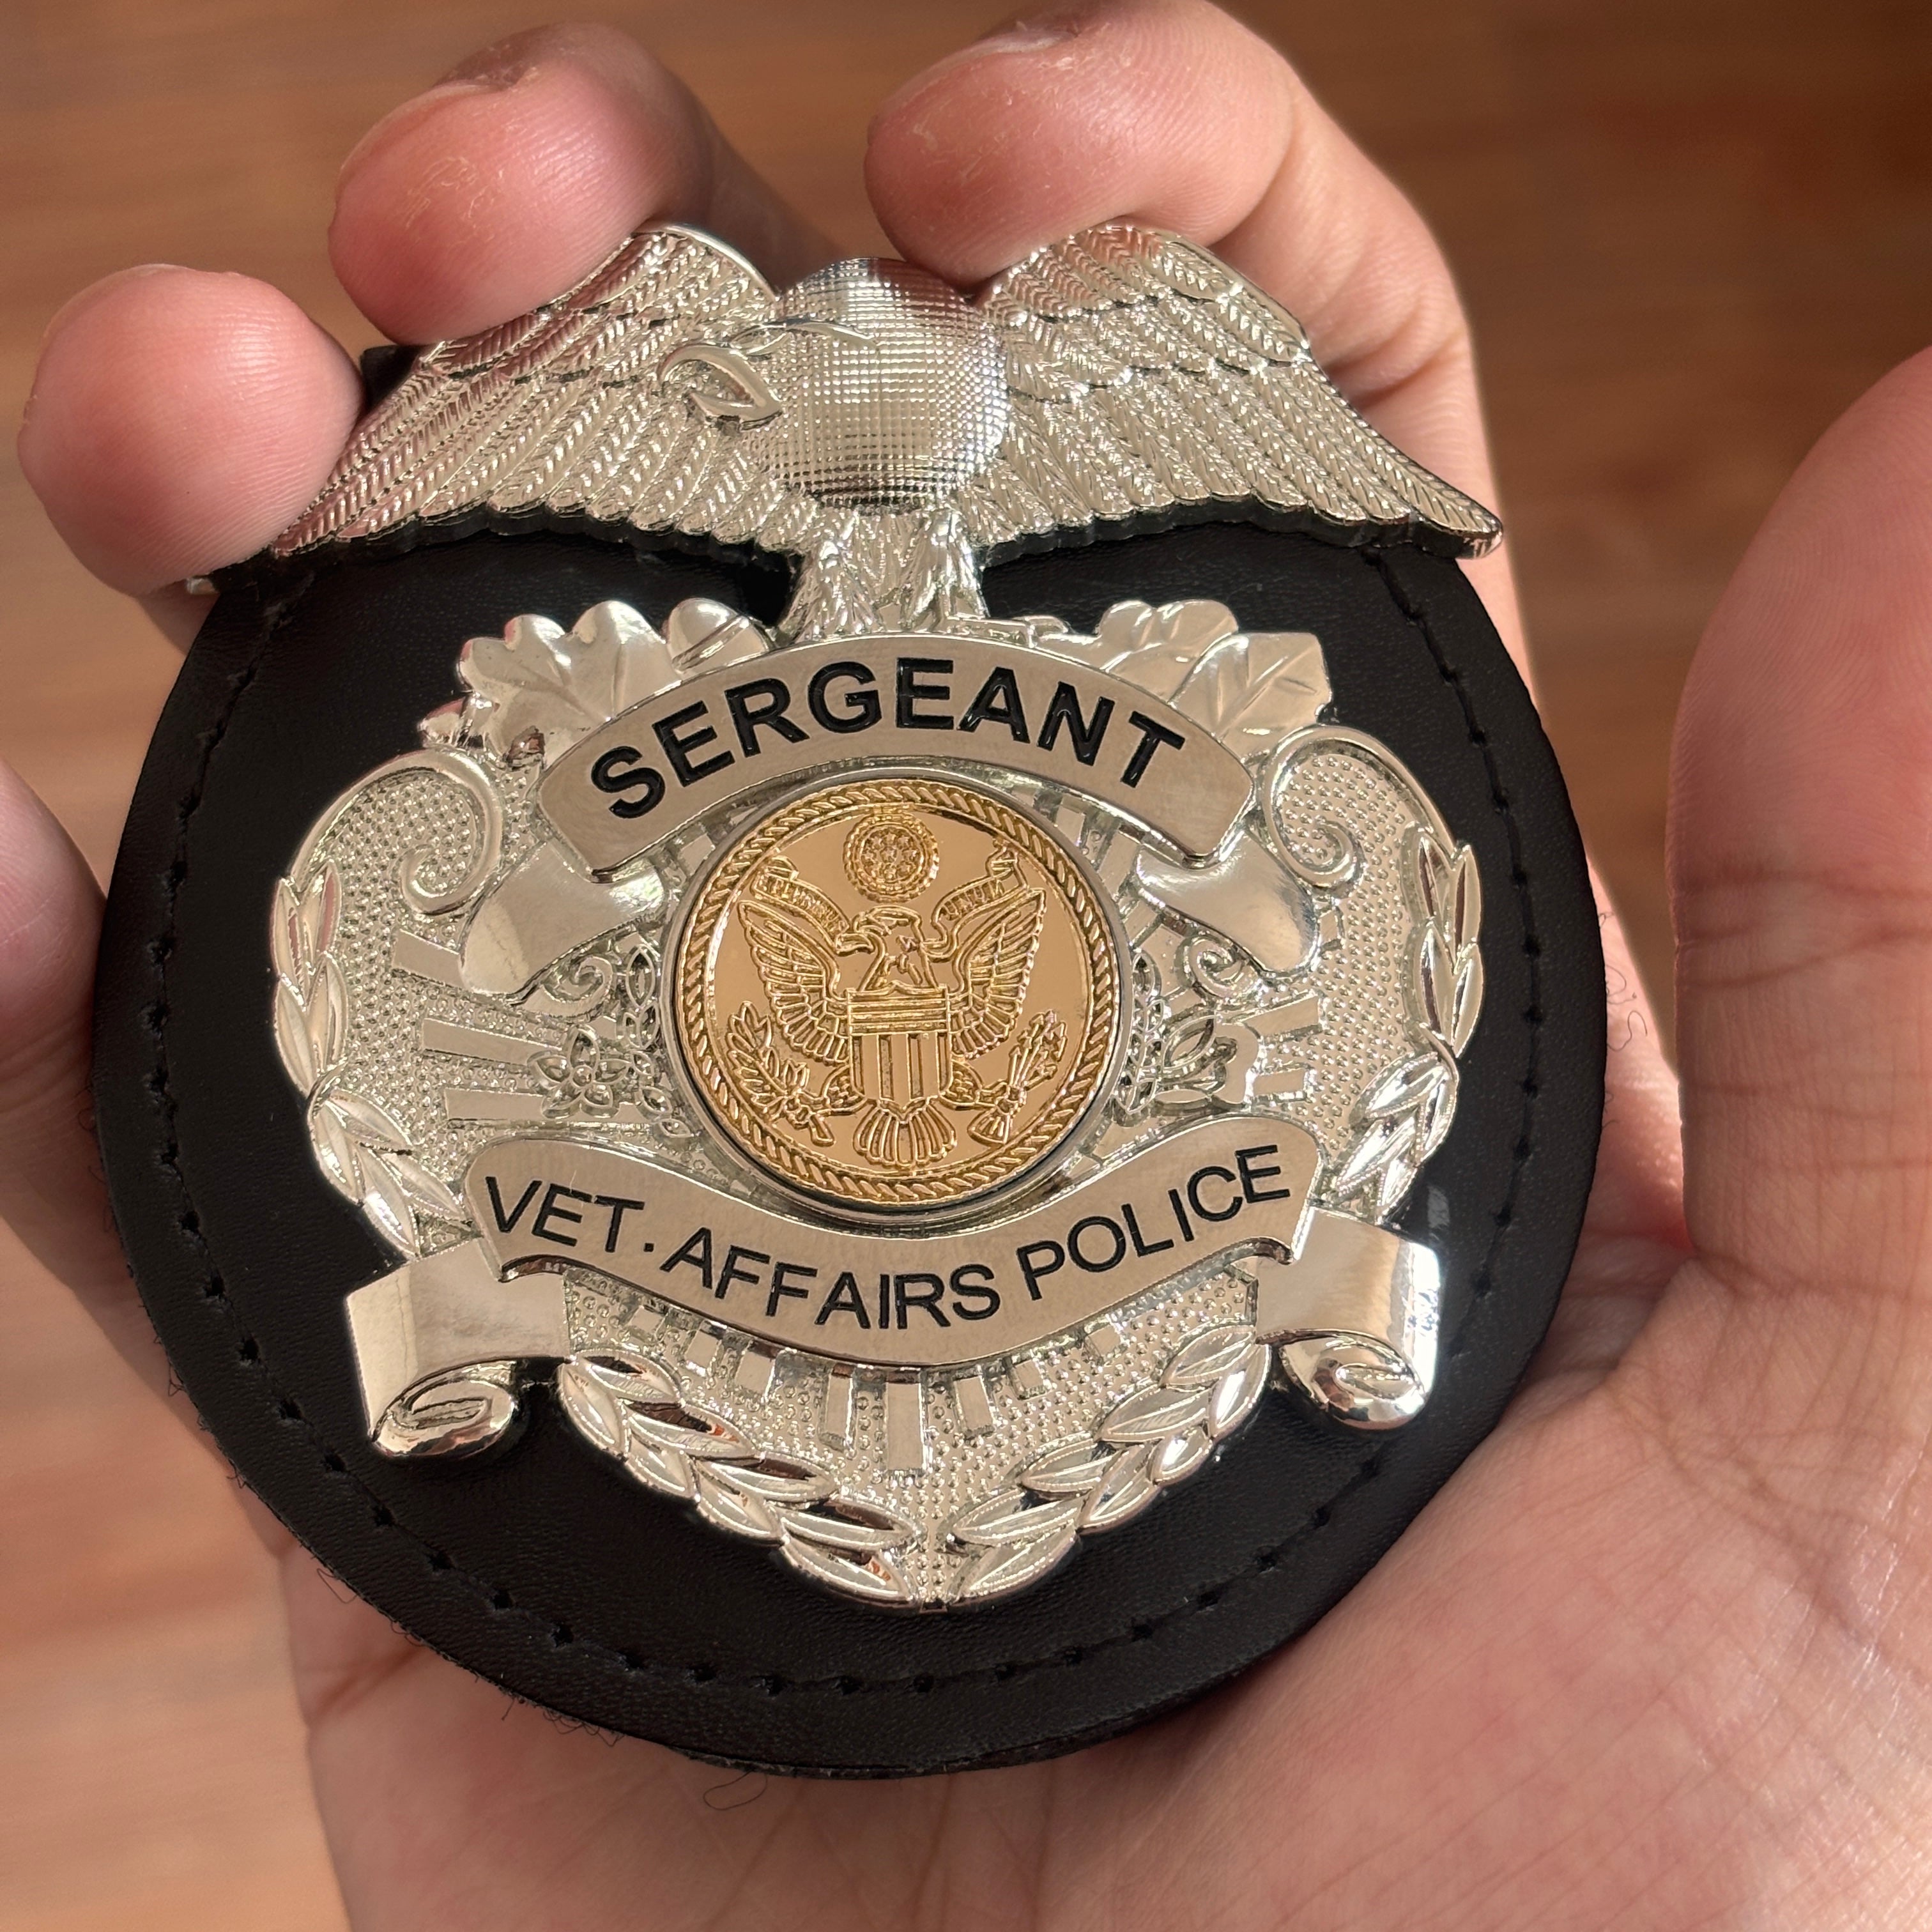 SERGEANT
VET. AFFAIRS POLICE